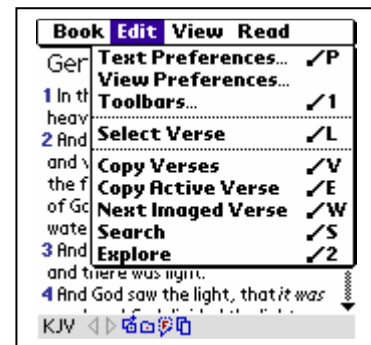 Book Edit View Read
Ger
Text Preferences... /P
View Preferences...
Toolbars... /1
Select Verse /L
Copy Verses /V
Copy Active Verse /E
Next Imaged Verse /W
Search /S
Explore /2
1 In th
heav
2 And
and v
the f
of Go
wate
3 And
and there was light.
4 And God saw the light, that it was
KJV